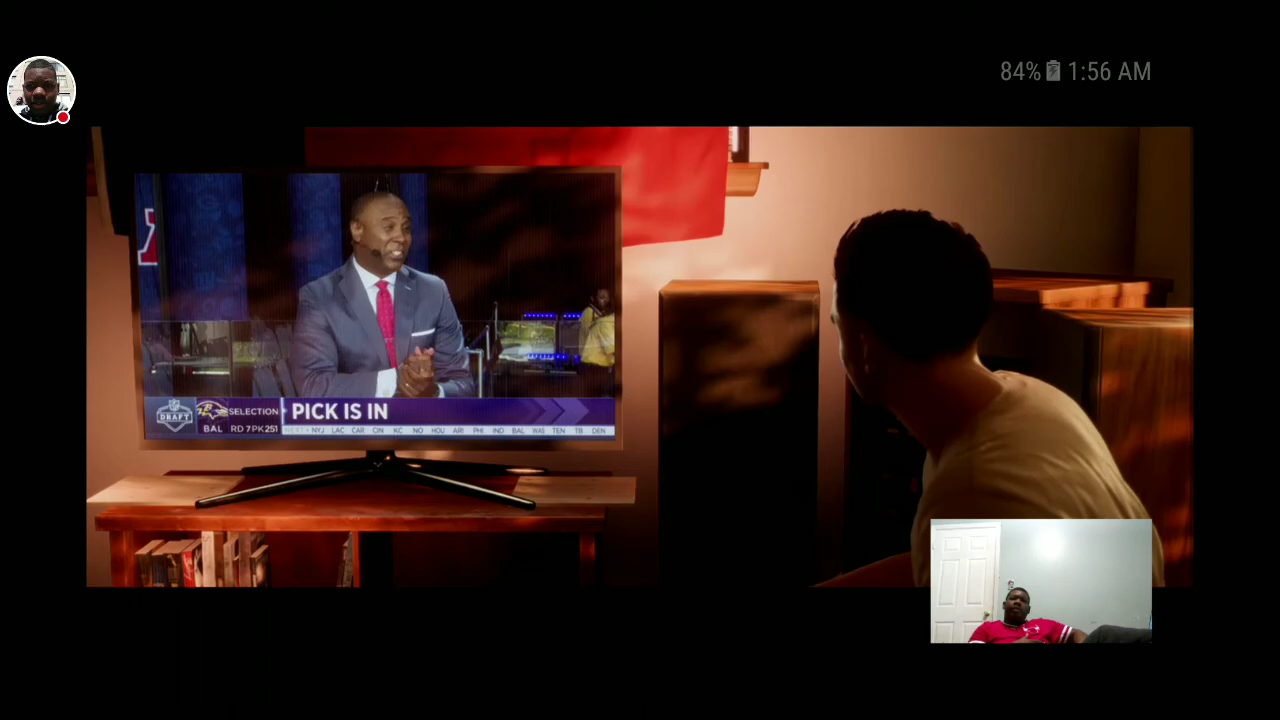 84% 1:56 AM
DRAFT
SELECTION
PICK IS IN
BAL RD 7 PK 251
NEXT NYJ LAC CAR CIN KC NO HOU ARI PHI IND BAL WAS TEN TB DEN